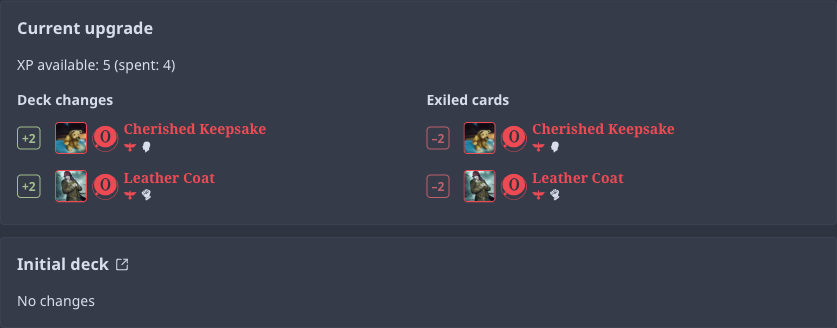 Current upgrade
XP available: 5 (spent: 4)
Deck changes
+2 0 Cherished Keepsake
+2 0 Leather Coat
Exiled cards
−2 0 Cherished Keepsake
−2 0 Leather Coat
Initial deck
No changes